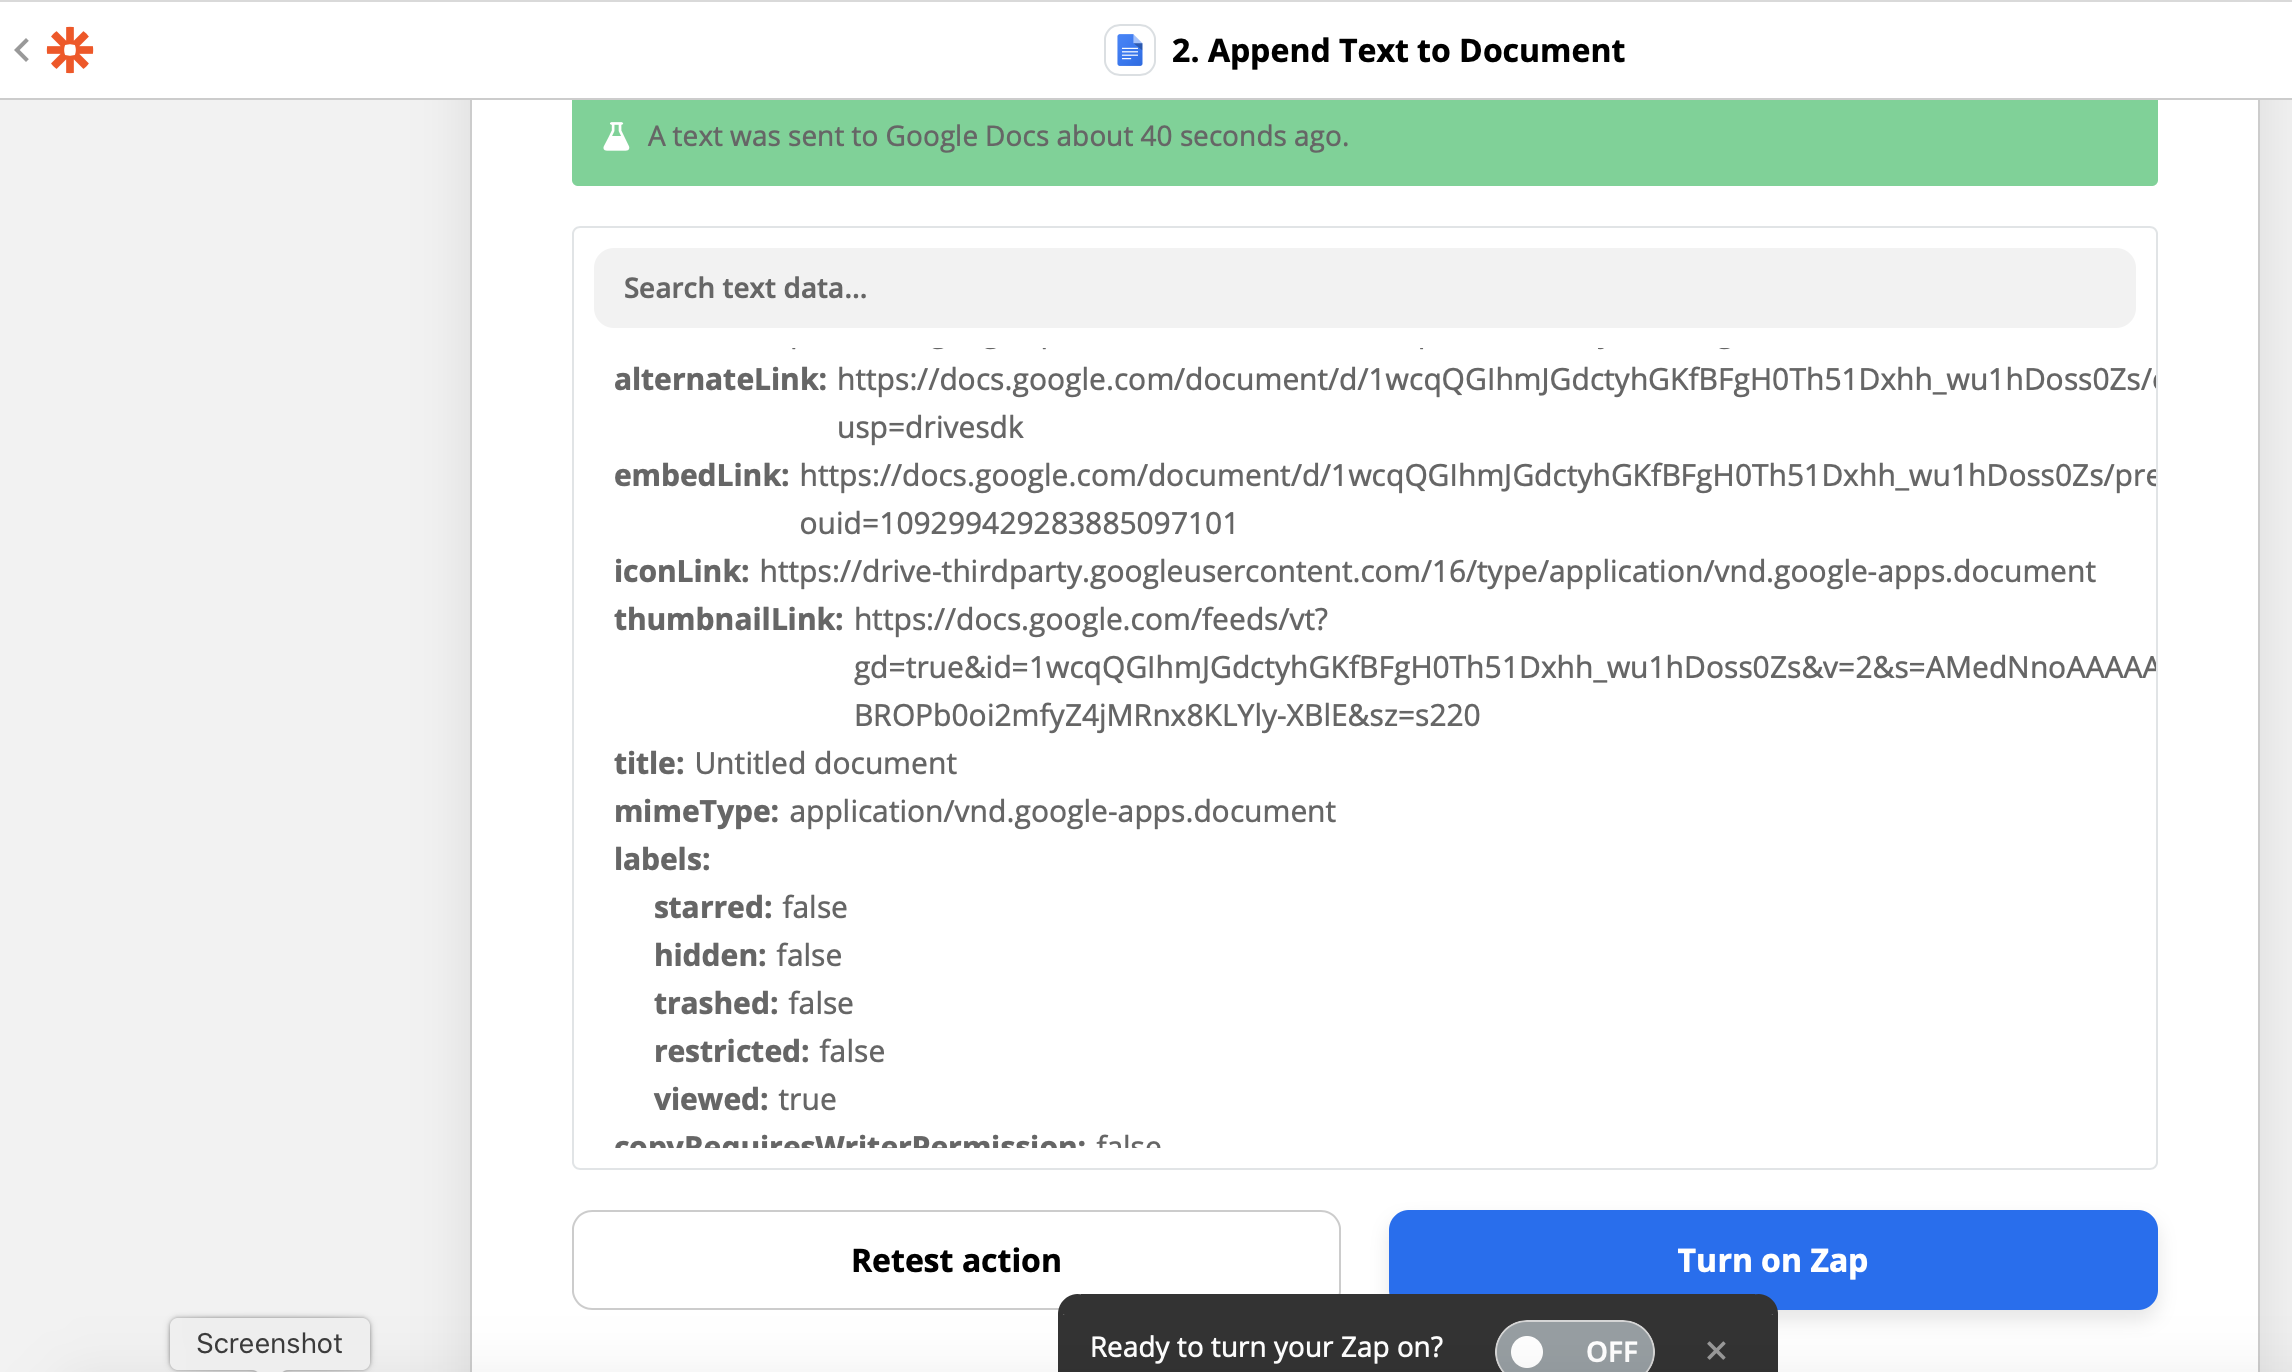 2. Append Text to Document
A text was sent to Google Docs about 40 seconds ago.
Search text data...
alternateLink: https://docs.google.com/document/d/1wcqQGIhmJGdctyhGKfBFgH0Th51Dxhh_wu1hDoss0Zs/
usp=drivesdk
embedLink: https://docs.google.com/document/d/1wcqQGIhmJGdctyhGKfBFgH0Th51Dxhh_wu1hDoss0Zs/pre
ouid=109299429283885097101
iconLink: https://drive-thirdparty.googleusercontent.com/16/type/application/vnd.google-apps.document
thumbnailLink: https://docs.google.com/feeds/vt?
gd=true&id=1wcqQGIhmJGdctyhGKfBFgH0Th51Dxhh_wu1hDoss0Zs&v=2&s=AMedNnoAAAAA
BROPb0oi2mfyZ4jMRnx8KLYly-XBlE&sz=s220
title: Untitled document
mimeType: application/vnd.google-apps.document
labels:
starred: false
hidden: false
trashed: false
restricted: false
viewed: true
copyRequiresWriterPermission: false
Retest action
Turn on Zap
Ready to turn your Zap on?
OFF
Screenshot